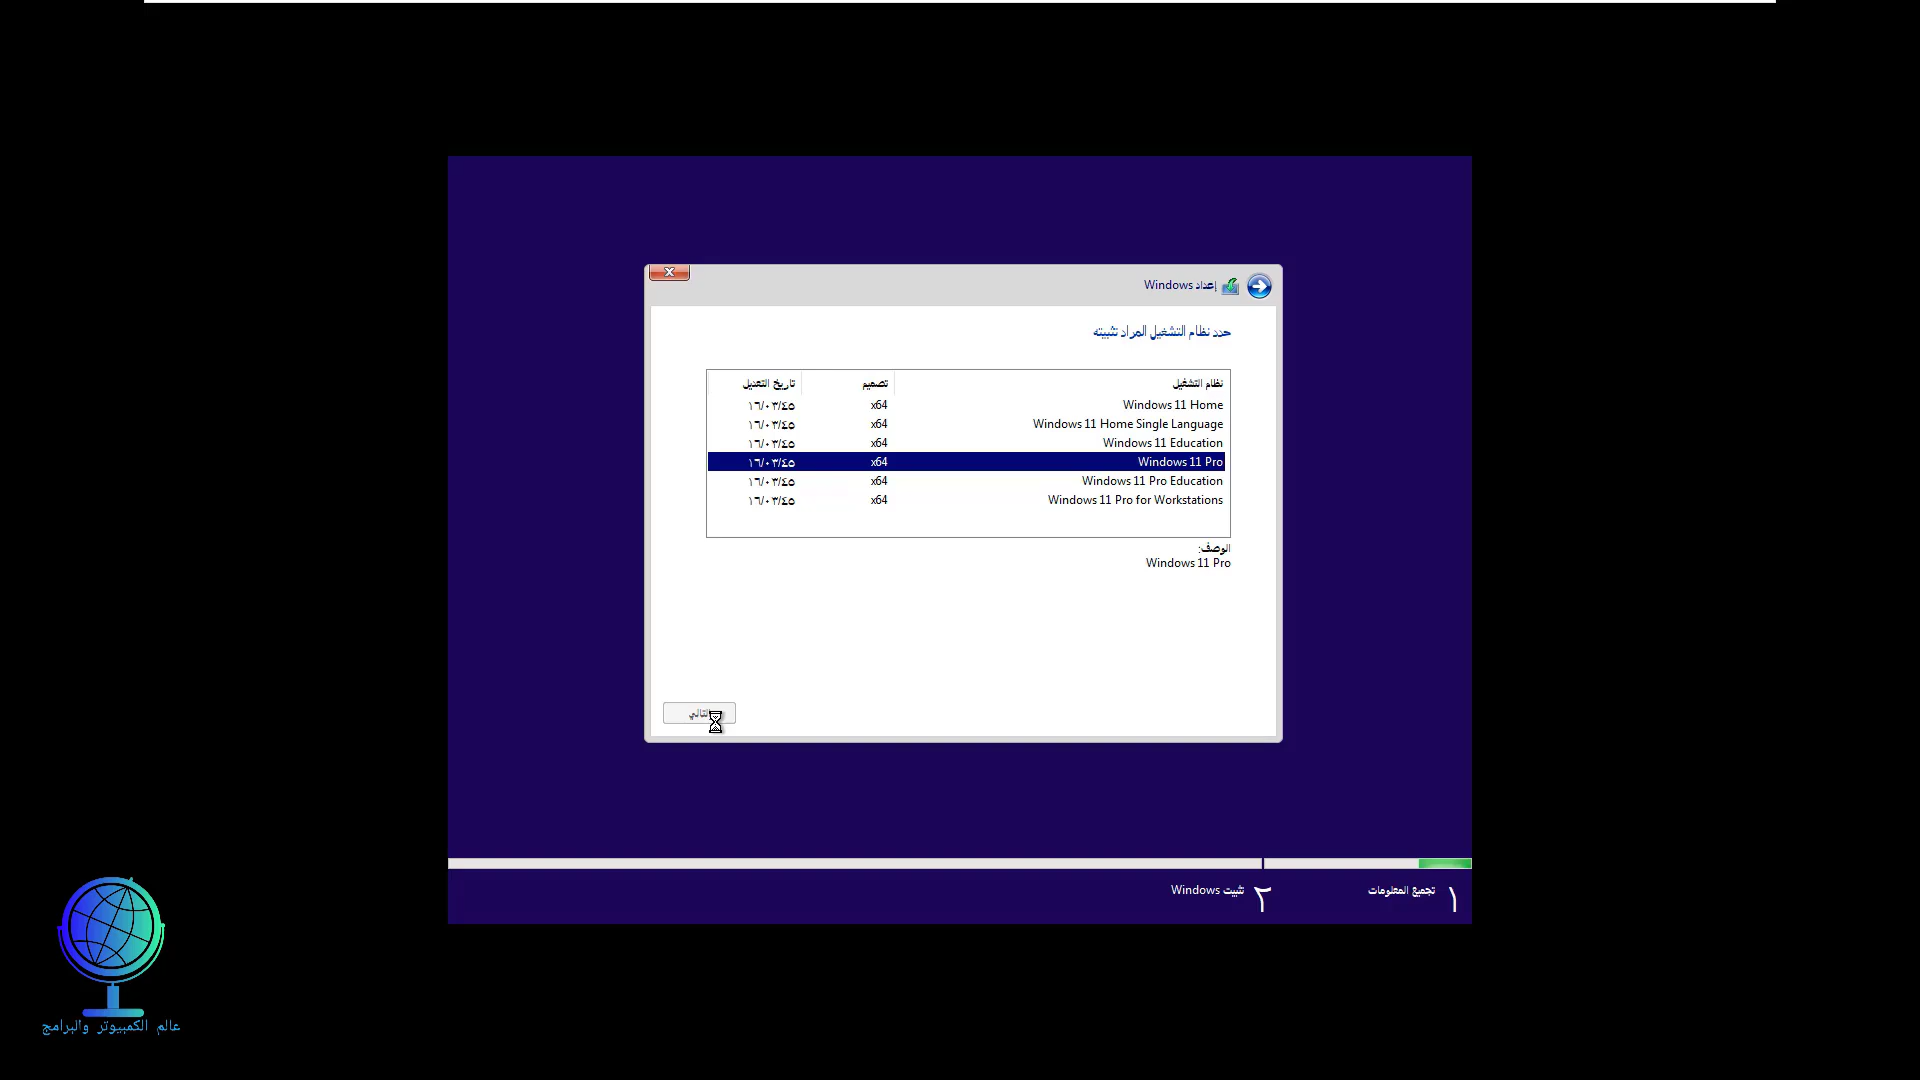 إعداد Windows
حدد نظام التشغيل المراد تثبيته
نظام التشغيل تصميم تاريخ التعديل
Windows 11 Home x64 ١٦/٠٣/٤٥
Windows 11 Home Single Language x64 ١٦/٠٣/٤٥
Windows 11 Education x64 ١٦/٠٣/٤٥
Windows 11 Pro x64 ١٦/٠٣/٤٥
Windows 11 Pro Education x64 ١٦/٠٣/٤٥
Windows 11 Pro for Workstations x64 ١٦/٠٣/٤٥
الوصف:
Windows 11 Pro
التالي
١ تجميع المعلومات ٢ تثبيت Windows
عالم الكمبيوتر والبرامج